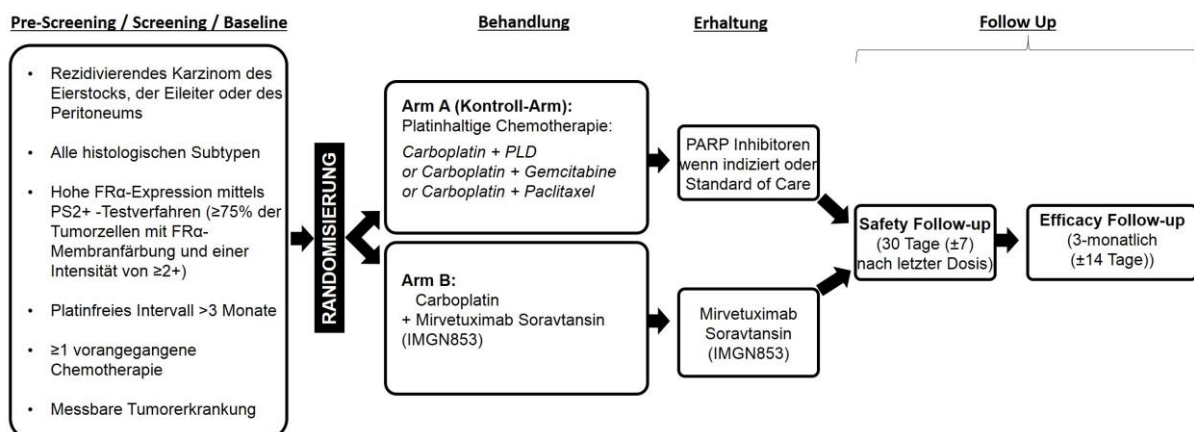 Pre-Screening / Screening / Baseline
• Rezidivierendes Karzinom des
Eierstocks, der Eileiter oder des
Peritoneums
• Alle histologischen Subtypen
• Hohe FRα-Expression mittels
PS2+ -Testverfahren (≥75% der
Tumorzellen mit FRα-
Membranfärbung und einer
Intensität von ≥2+)
• Platinfreies Intervall >3 Monate
• ≥1 vorangegangene
Chemotherapie
• Messbare Tumorerkrankung
RANDOMISIERUNG
Behandlung
Arm A (Kontroll-Arm):
Platinhaltige Chemotherapie:
Carboplatin + PLD
or Carboplatin + Gemcitabine
or Carboplatin + Paclitaxel
Arm B:
Carboplatin
+ Mirvetuximab Soravtansin
(IMGN853)
Erhaltung
PARP Inhibitoren
wenn indiziert oder
Standard of Care
Mirvetuximab
Soravtansin
(IMGN853)
Follow Up
Safety Follow-up
(30 Tage (±7)
nach letzter Dosis)
Efficacy Follow-up
(3-monatlich
(±14 Tage))